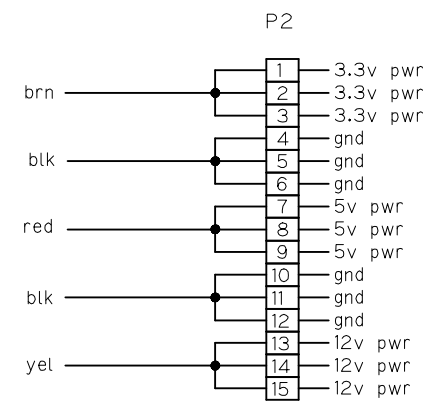 P2
1 3.3v pwr
brn 2 3.3v pwr
3 3.3v pwr
4 gnd
blk 5 gnd
6 gnd
7 5v pwr
red 8 5v pwr
9 5v pwr
10 gnd
blk 11 gnd
12 gnd
13 12v pwr
yel 14 12v pwr
15 12v pwr